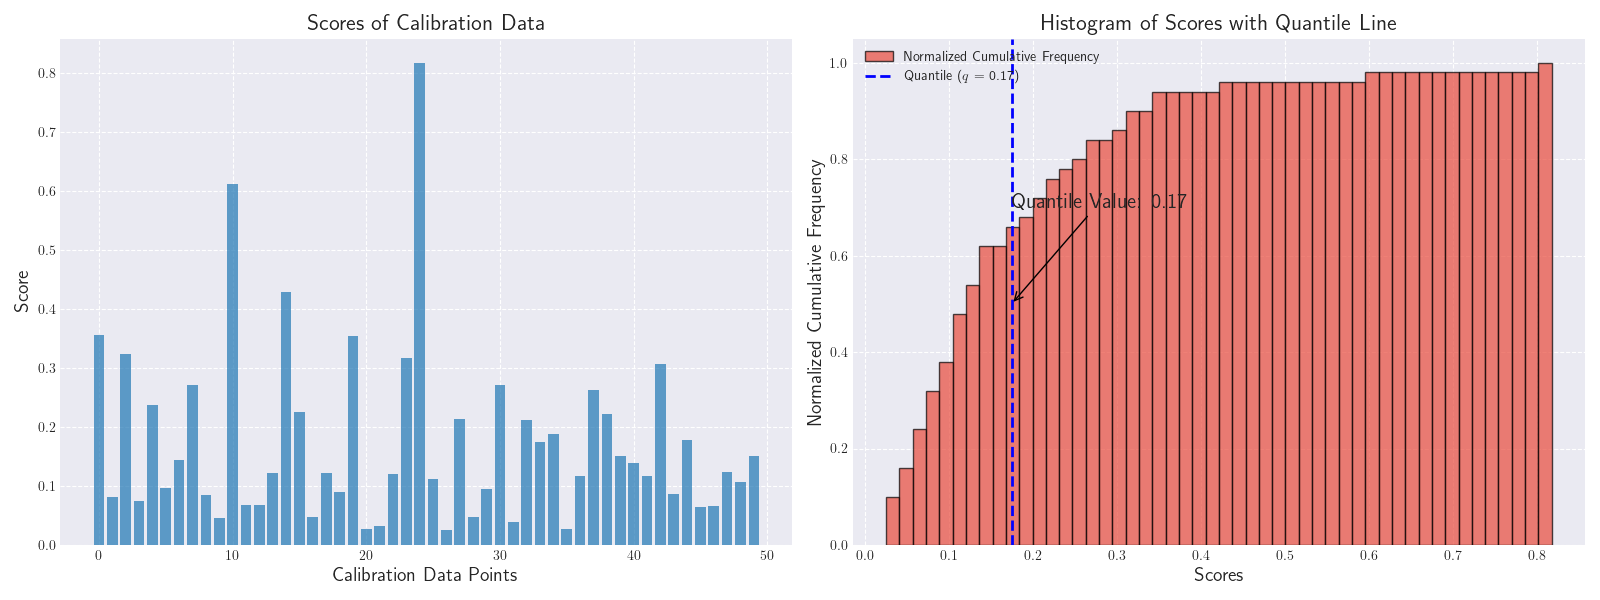 Scores of Calibration Data
Score
0.8
0.7
0.6
0.5
0.4
0.3
0.2
0.1
0.0
0 10 20 30 40 50
Calibration Data Points
Histogram of Scores with Quantile Line
Normalized Cumulative Frequency
Quantile (q = 0.17)
Quantile Value: 0.17
Normalized Cumulative Frequency
1.0
0.8
0.6
0.4
0.2
0.0
0.0 0.1 0.2 0.3 0.4 0.5 0.6 0.7 0.8
Scores